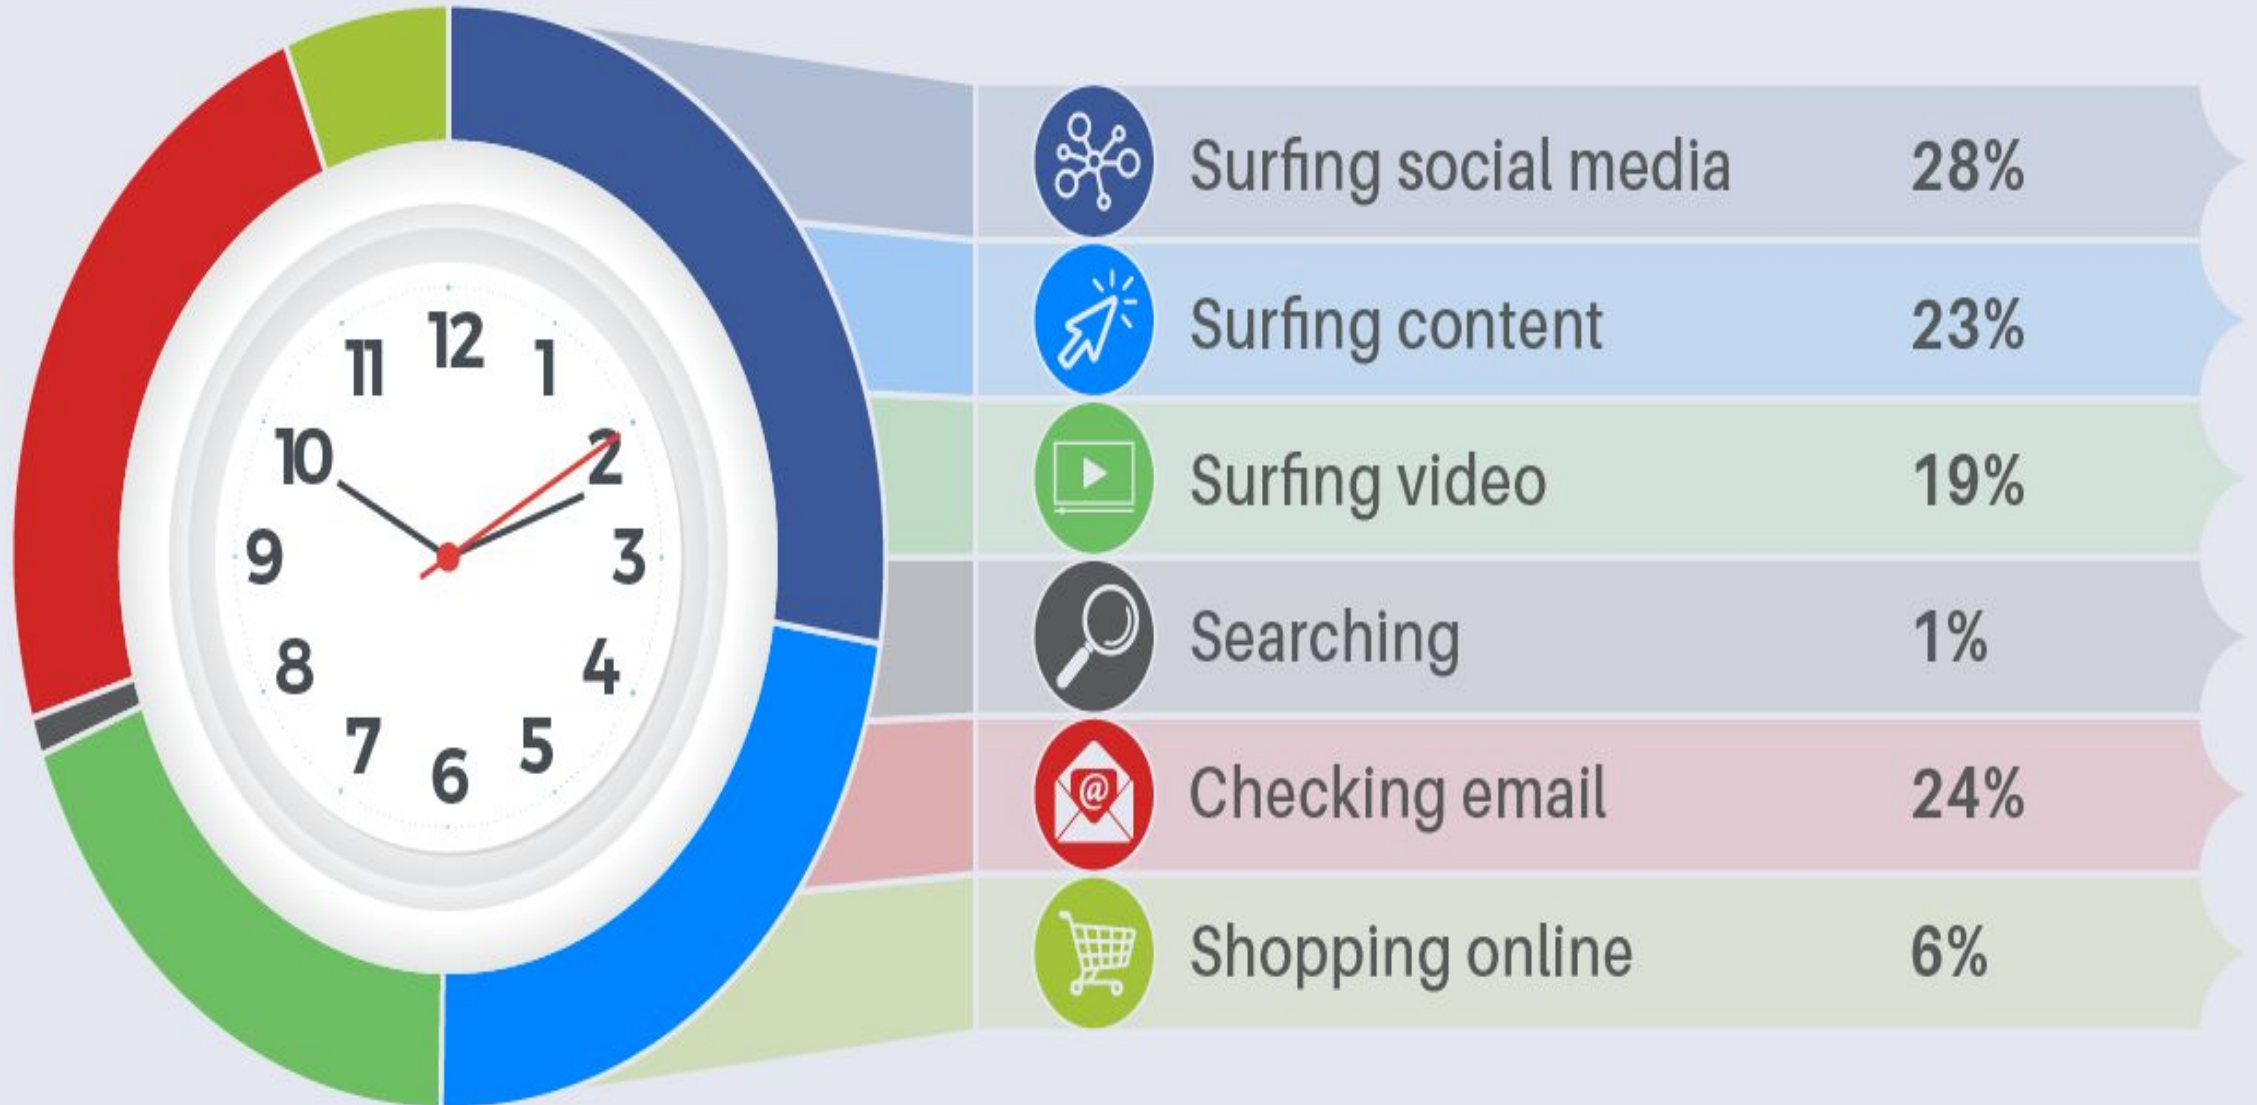 12
11
1
10
2
9
3
8
4
7
5
6
Surfing social media 28%
Surfing content 23%
Surfing video 19%
Searching 1%
@
Checking email 24%
Shopping online 6%